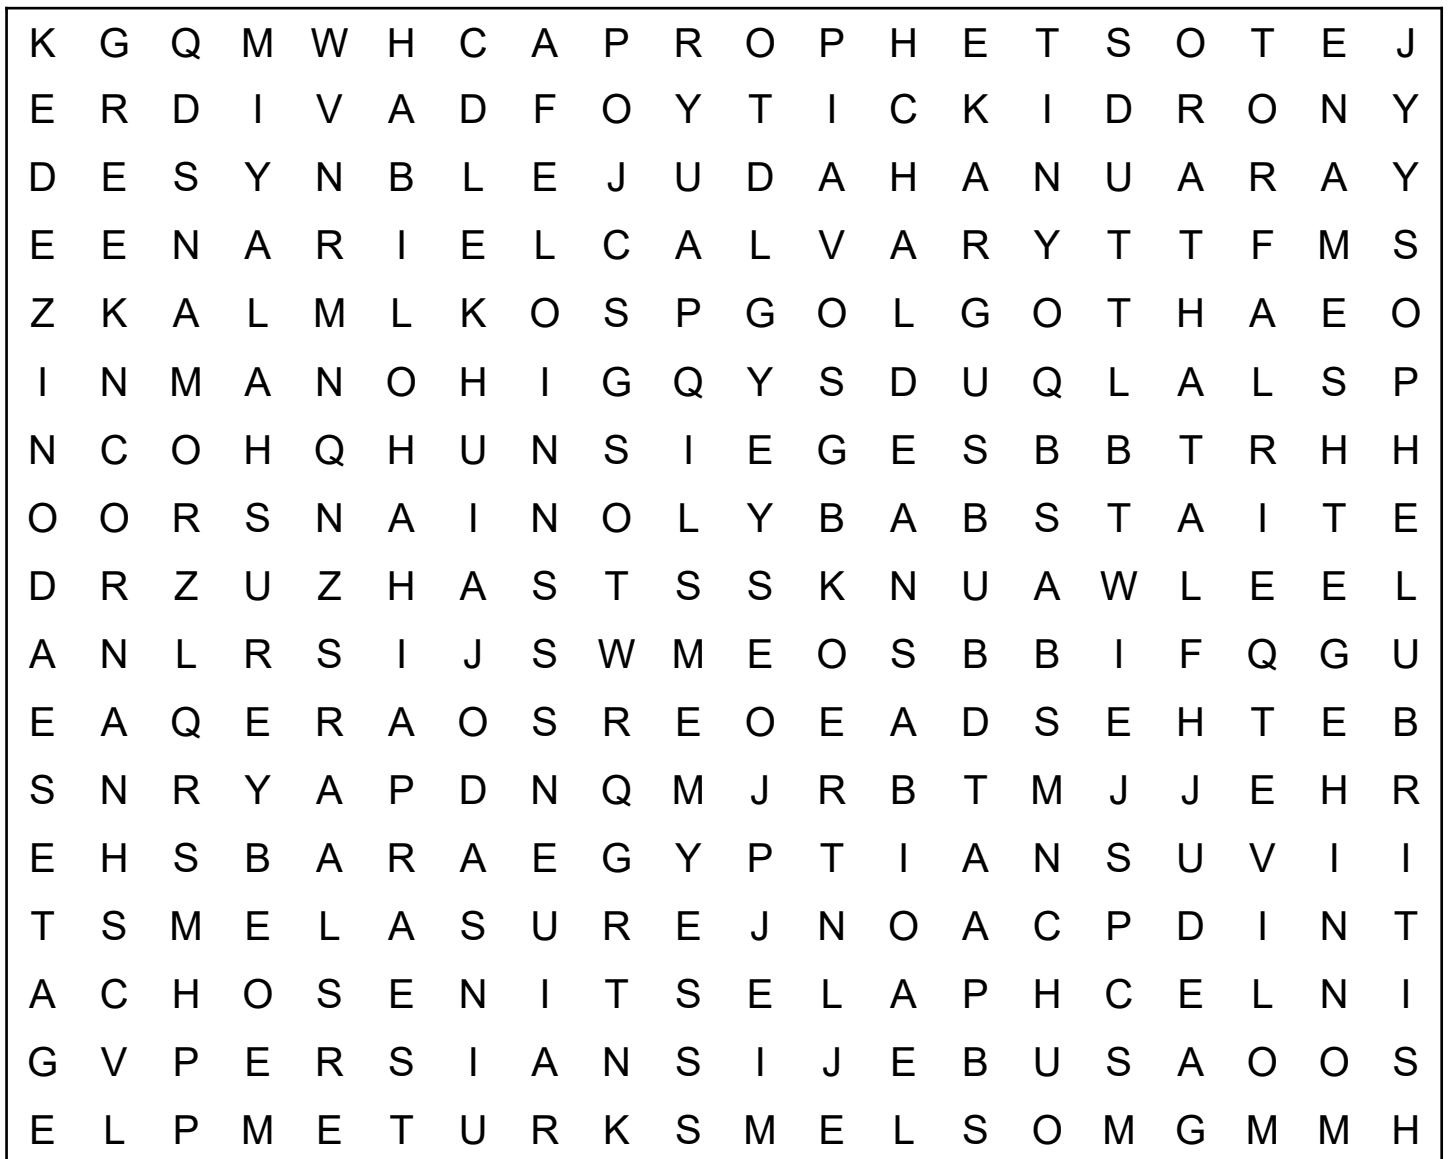 K G Q M W H C A P R O P H E T S O T E J
E R D I V A D F O Y T I C K I D R O N Y
D E S Y N B L E J U D A H A N U A R A Y
E E N A R I E L C A L V A R Y T T F M S
Z K A L M L K O S P G O L G O T H A E O
I N M A N O H I G Q Y S D U Q L A L S P
N C O H Q H U N S I E G E S B B T R H H
O O R S N A I N O L Y B A B S T A I T E
D R Z U Z H A S T S S K N U A W L E E L
A N L R S I J S W M E O S B B I F Q G U
E A Q E R A O S R E O E A D S E H T E B
S N R Y A P D N Q M J R B T M J J E H R
E H S B A R A E G Y P T I A N S U V I I
T S M E L A S U R E J N O A C P D I N T
A C H O S E N I T S E L A P H C E L N I
G V P E R S I A N S I J E B U S A O O S
E L P M E T U R K S M E L S O M G M M H